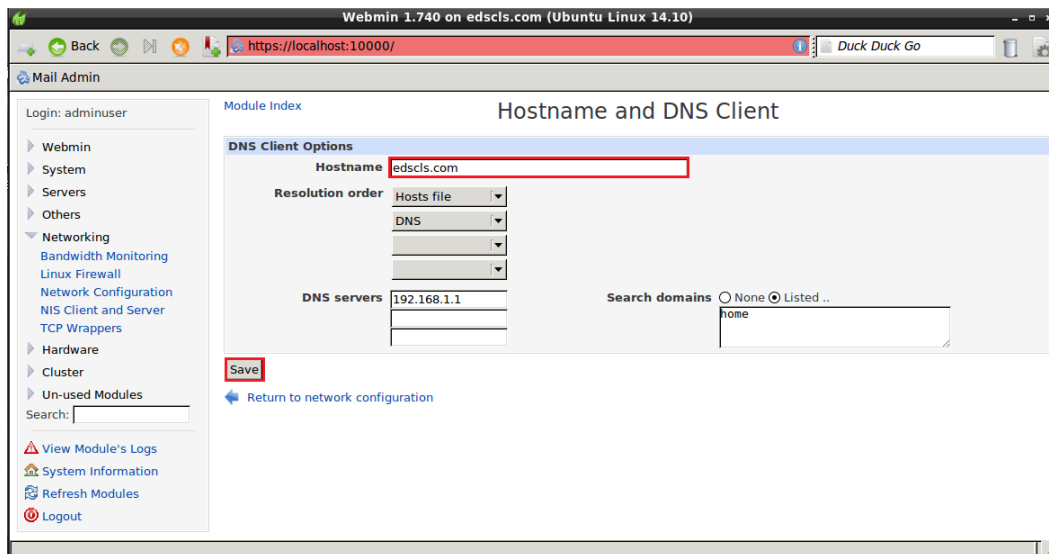 Webmin 1.740 on edscls.com (Ubuntu Linux 14.10)
Back
https://localhost:10000/
Duck Duck Go
Mail Admin
Login: adminuser
Webmin
System
Servers
Others
Networking
Bandwidth Monitoring
Linux Firewall
Network Configuration
NIS Client and Server
TCP Wrappers
Hardware
Cluster
Un-used Modules
Search:
View Module's Logs
System Information
Refresh Modules
Logout
Module Index
Hostname and DNS Client
DNS Client Options
Hostname edscls.com
Resolution order Hosts file
DNS
DNS servers 192.168.1.1
Search domains None Listed ..
home
Save
Return to network configuration